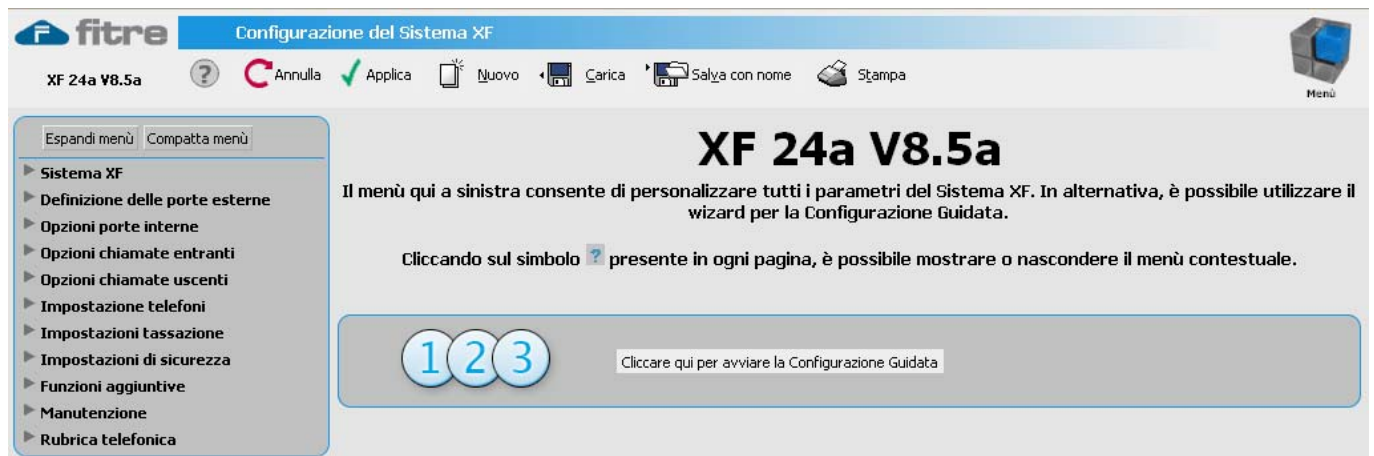 fitre
Configurazione del Sistema XF
XF 24a V8.5a
? Annulla Applica Nuovo Carica Salva con nome Stampa
Menù
Espandi menù Compatta menù
Sistema XF
Definizione delle porte esterne
Opzioni porte interne
Opzioni chiamate entranti
Opzioni chiamate uscenti
Impostazione telefoni
Impostazioni tassazione
Impostazioni di sicurezza
Funzioni aggiuntive
Manutenzione
Rubrica telefonica
XF 24a V8.5a
Il menù qui a sinistra consente di personalizzare tutti i parametri del Sistema XF. In alternativa, è possibile utilizzare il
wizard per la Configurazione Guidata.
Cliccando sul simbolo ? presente in ogni pagina, è possibile mostrare o nascondere il menù contestuale.
1 2 3
Cliccare qui per avviare la Configurazione Guidata